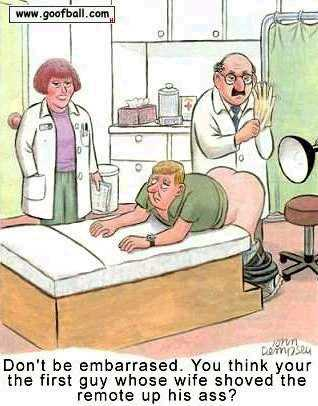 www.goofball.com
John
Dempsey
Don't be embarrased. You think your
the first guy whose wife shoved the
remote up his ass?